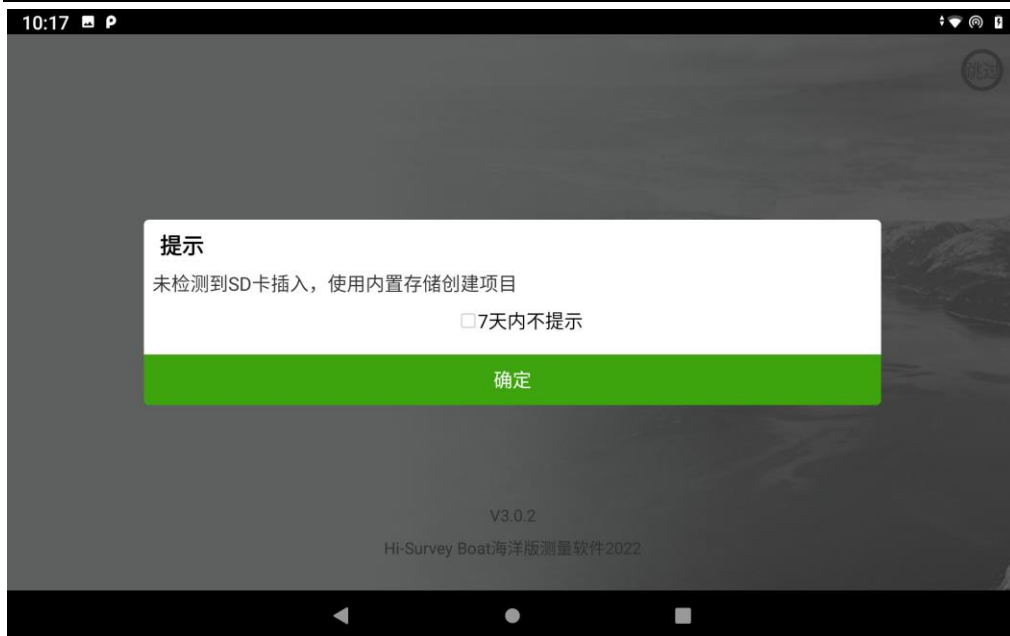 10:17
跳过
提示
未检测到SD卡插入，使用内置存储创建项目
7天内不提示
确定
V3.0.2
Hi-Survey Boat海洋版测量软件2022